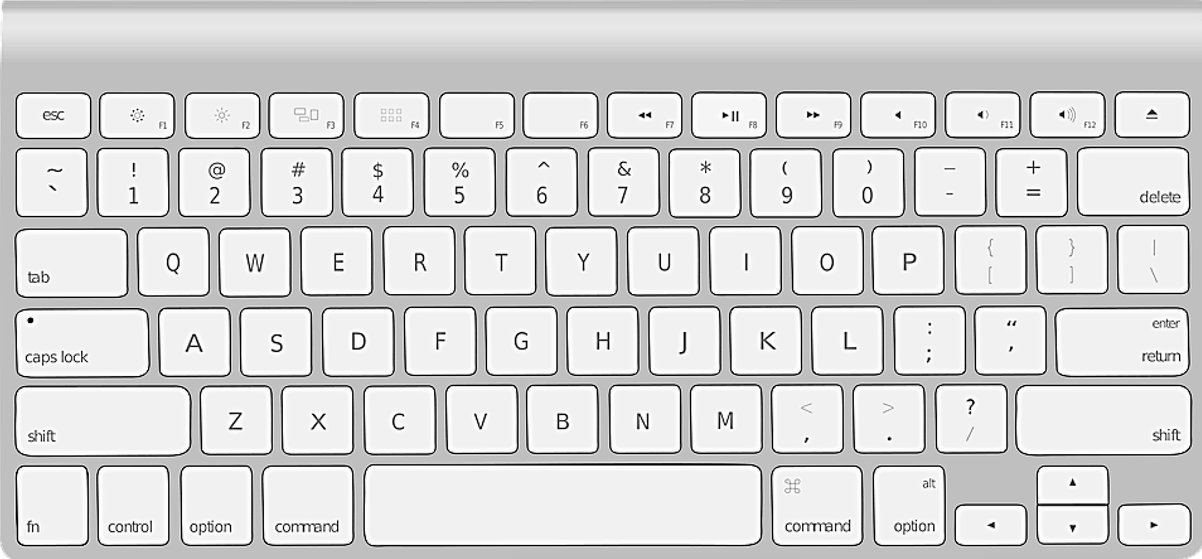 esc F1 F2 F3 F4 F5 F6 F7 F8 F9 F10 F11 F12
~ ! @ # $ % ^ & * ( ) _ +
` 1 2 3 4 5 6 7 8 9 0 - = delete
tab Q W E R T Y U I O P { } |
[ ] \
caps lock A S D F G H J K L : “ enter
; , return
shift Z X C V B N M < > ? shift
, . /
fn control option command ⌘ command alt option